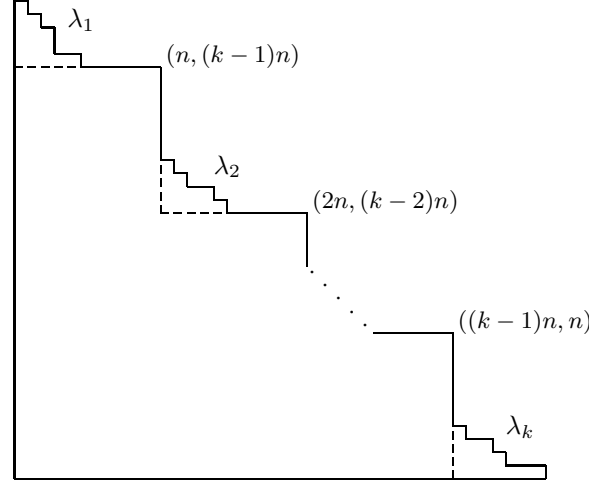 λ₁
(n, (k − 1)n)
λ₂
(2n, (k − 2)n)
((k − 1)n, n)
λₖ